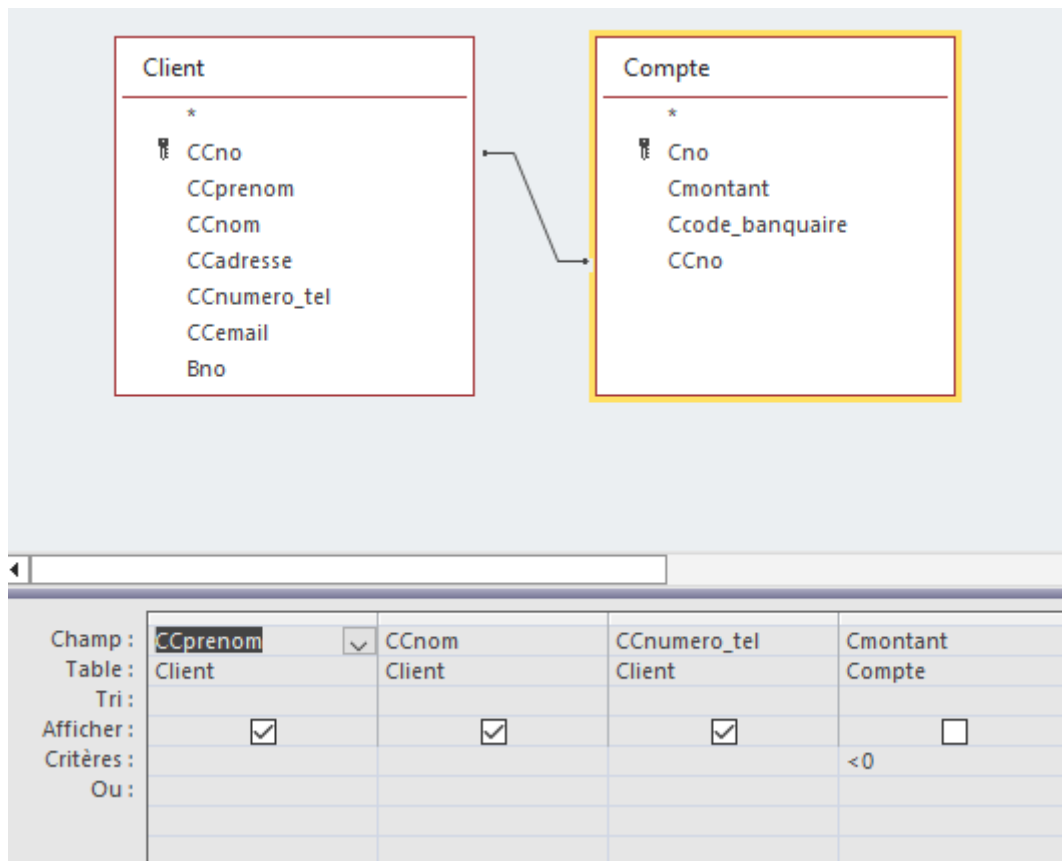 Client
*
CCno
CCprenom
CCnom
CCadresse
CCnumero_tel
CCemail
Bno
Compte
*
Cno
Cmontant
Ccode_banquaire
CCno
Champ : CCprenom CCnom CCnumero_tel Cmontant
Table : Client Client Client Compte
Tri :
Afficher :
Critères : <0
Ou :